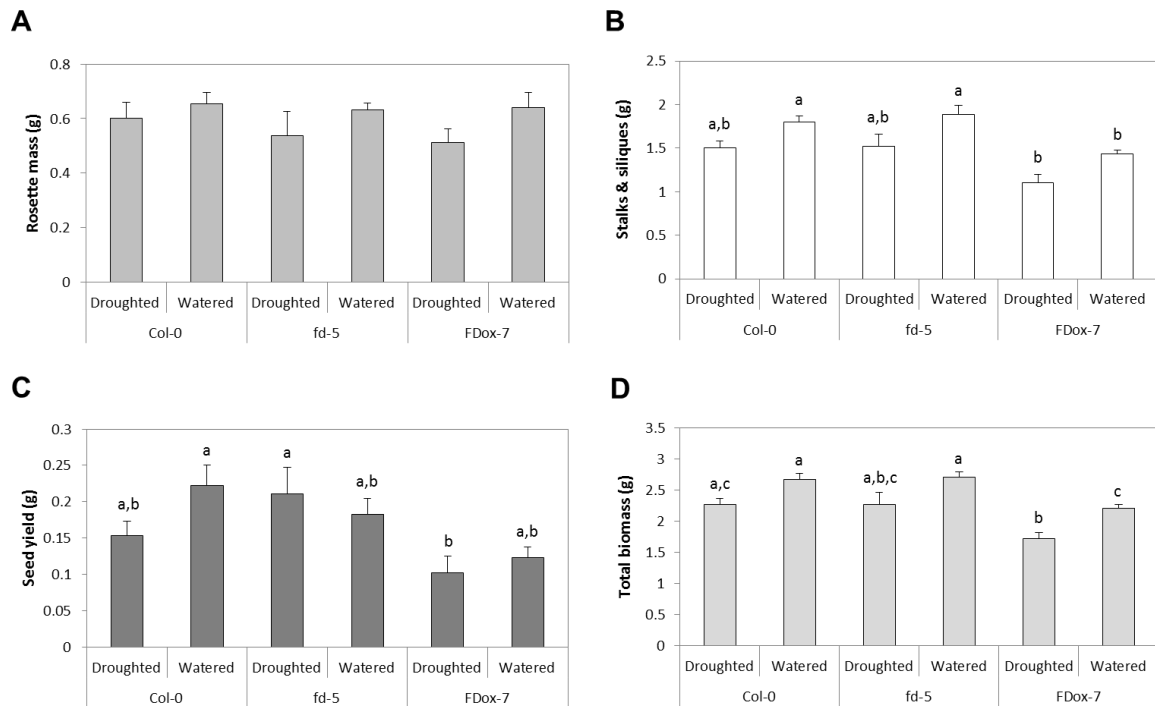 A
Rosette mass (g)
0.8
0.6
0.4
0.2
0
Droughted Watered Droughted Watered Droughted Watered
Col-0 fd-5 FDox-7
B
Stalks & siliques (g)
2.5
2
1.5
1
0.5
0
a,b a a,b a b b
Droughted Watered Droughted Watered Droughted Watered
Col-0 fd-5 FDox-7
C
Seed yield (g)
0.3
0.25
0.2
0.15
0.1
0.05
0
a,b a a a,b b a,b
Droughted Watered Droughted Watered Droughted Watered
Col-0 fd-5 FDox-7
D
Total biomass (g)
3.5
3
2.5
2
1.5
1
0.5
0
a,c a a,b,c a b c
Droughted Watered Droughted Watered Droughted Watered
Col-0 fd-5 FDox-7